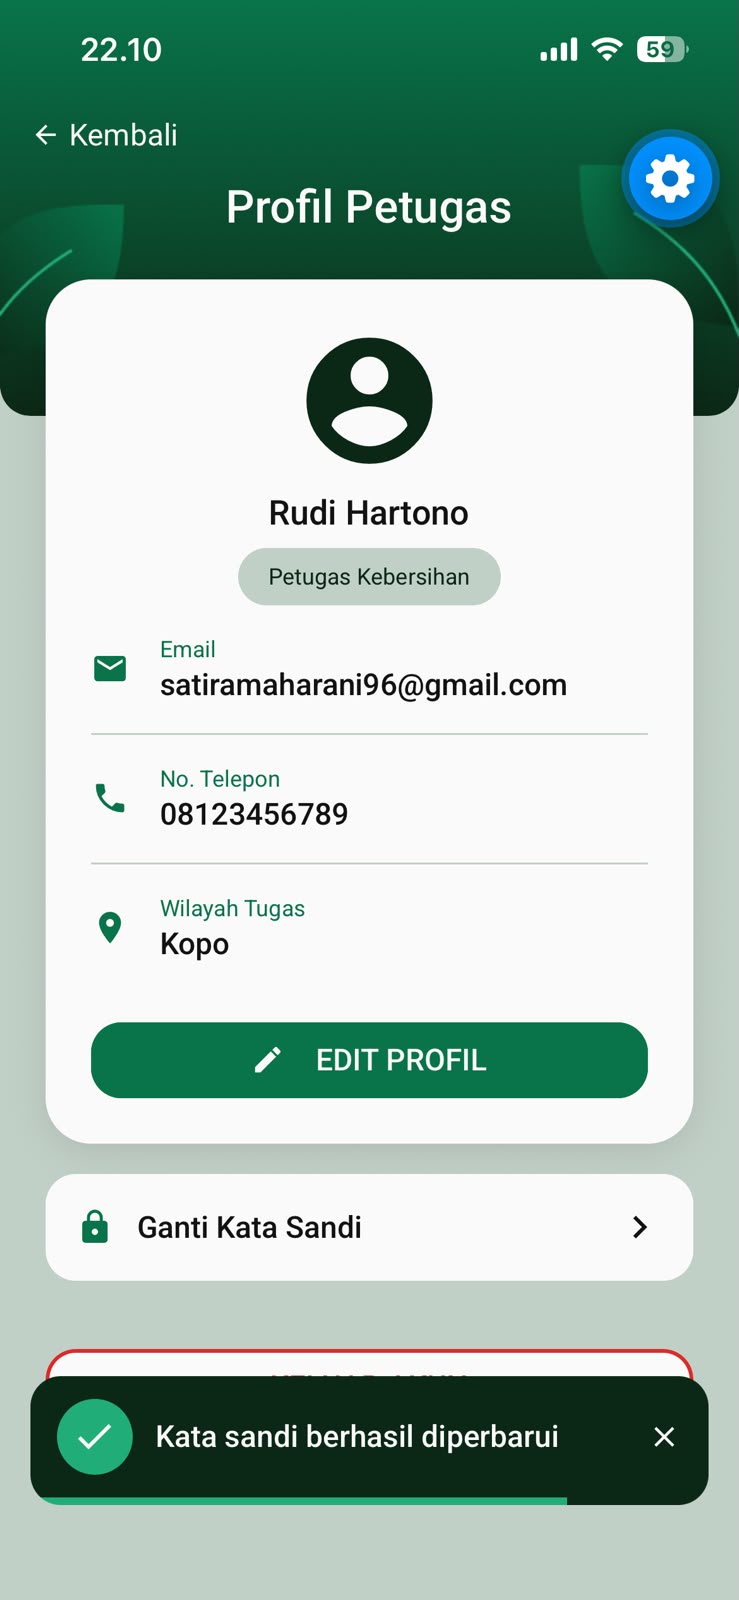 22.10
59
Kembali
Profil Petugas
Rudi Hartono
Petugas Kebersihan
Email
satiramaharani96@gmail.com
No. Telepon
08123456789
Wilayah Tugas
Kopo
EDIT PROFIL
Ganti Kata Sandi
Kata sandi berhasil diperbarui